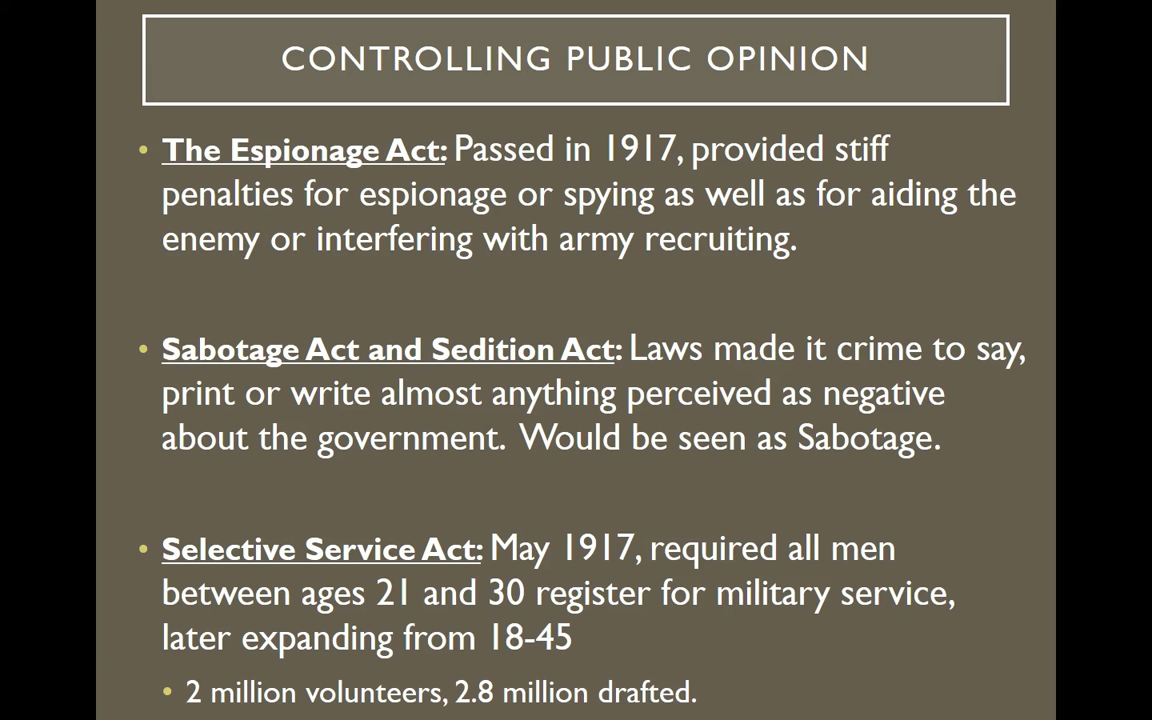 CONTROLLING PUBLIC OPINION
• The Espionage Act: Passed in 1917, provided stiff
penalties for espionage or spying as well as for aiding the
enemy or interfering with army recruiting.
• Sabotage Act and Sedition Act: Laws made it crime to say,
print or write almost anything perceived as negative
about the government. Would be seen as Sabotage.
• Selective Service Act: May 1917, required all men
between ages 21 and 30 register for military service,
later expanding from 18-45
• 2 million volunteers, 2.8 million drafted.